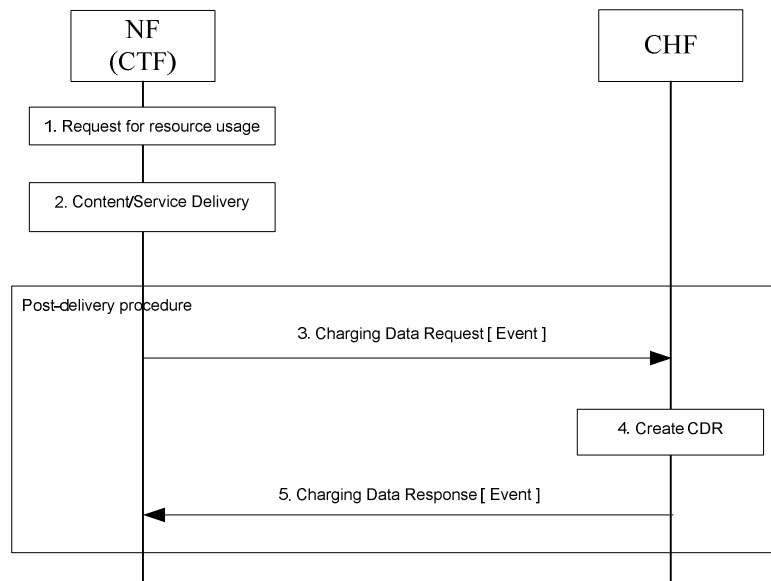 NF
(CTF)
CHF
1. Request for resource usage
2. Content/Service Delivery
Post-delivery procedure
3. Charging Data Request [ Event ]
4. Create CDR
5. Charging Data Response [ Event ]